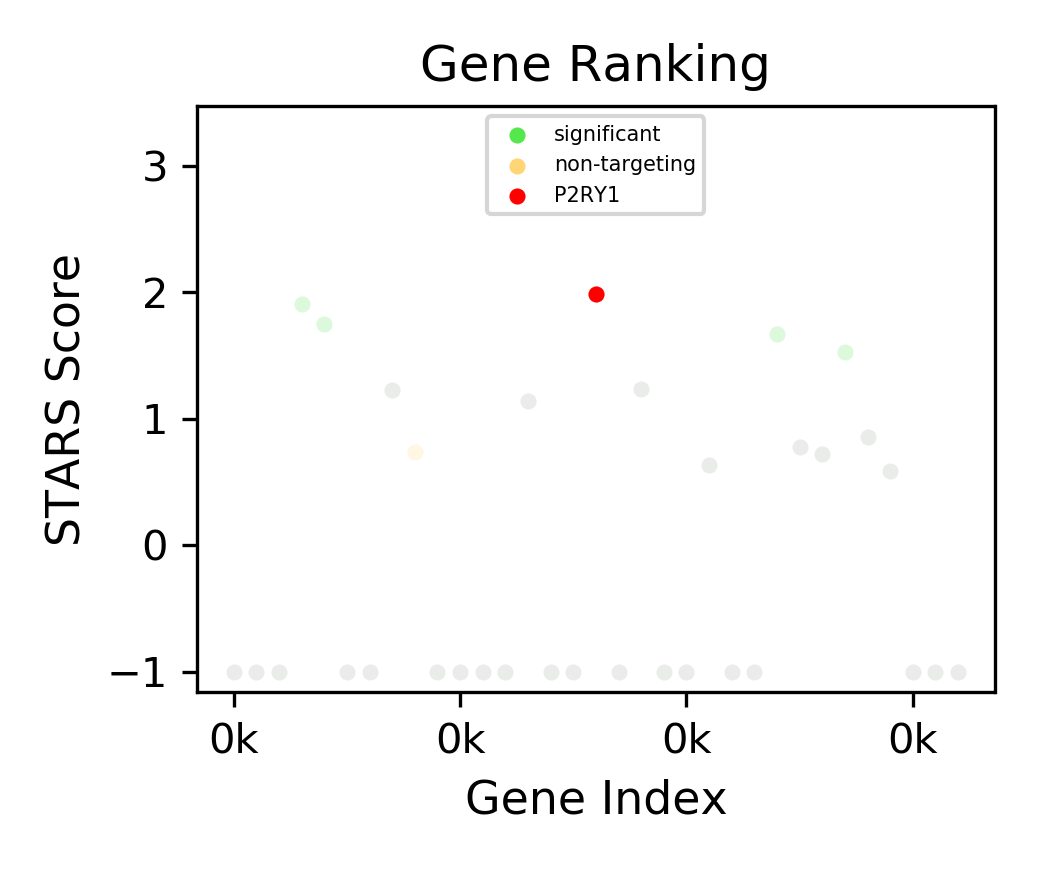 Gene Ranking
significant
non-targeting
P2RY1
STARS Score
3
2
1
0
−1
0k 0k 0k 0k
Gene Index